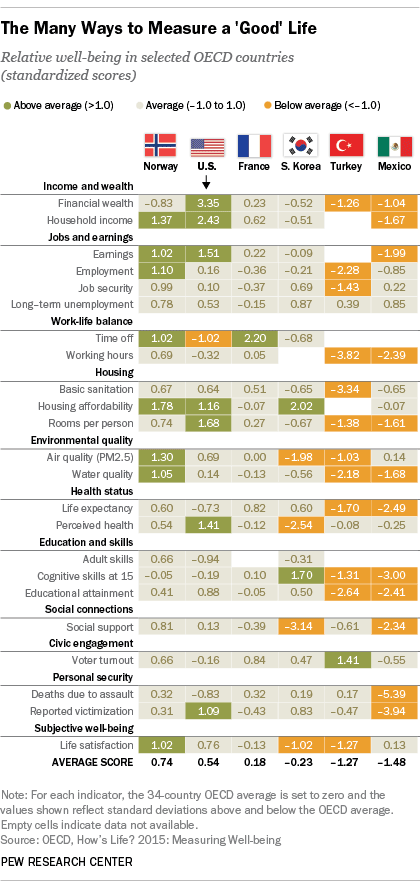 The Many Ways to Measure a 'Good' Life
Relative well-being in selected OECD countries
(standardized scores)
Above average (>1.0) Average (–1.0 to 1.0) Below average (<–1.0)
Norway U.S. France S. Korea Turkey Mexico
Income and wealth
Financial wealth –0.83 3.35 0.23 –0.52 –1.26 –1.04
Household income 1.37 2.43 0.62 –0.51 –1.67
Jobs and earnings
Earnings 1.02 1.51 0.22 –0.09 –1.99
Employment 1.10 0.16 –0.36 –0.21 –2.28 –0.85
Job security 0.99 0.10 –0.37 0.69 –1.43 0.22
Long–term unemployment 0.78 0.53 –0.15 0.87 0.39 0.85
Work-life balance
Time off 1.02 –1.02 2.20 –0.68
Working hours 0.69 –0.32 0.05 –3.82 –2.39
Housing
Basic sanitation 0.67 0.64 0.51 –0.65 –3.34 –0.65
Housing affordability 1.78 1.16 –0.07 2.02 –0.07
Rooms per person 0.74 1.68 0.27 –0.67 –1.38 –1.61
Environmental quality
Air quality (PM2.5) 1.30 0.69 0.00 –1.98 –1.03 0.14
Water quality 1.05 0.14 –0.13 –0.56 –2.18 –1.68
Health status
Life expectancy 0.60 –0.73 0.82 0.60 –1.70 –2.49
Perceived health 0.54 1.41 –0.12 –2.54 –0.08 –0.25
Education and skills
Adult skills 0.66 –0.94 –0.31
Cognitive skills at 15 –0.05 –0.19 0.10 1.70 –1.31 –3.00
Educational attainment 0.41 0.88 –0.05 0.50 –2.64 –2.41
Social connections
Social support 0.81 0.13 –0.39 –3.14 –0.61 –2.34
Civic engagement
Voter turnout 0.66 –0.16 0.84 0.47 1.41 –0.55
Personal security
Deaths due to assault 0.32 –0.83 0.32 0.19 0.17 –5.39
Reported victimization 0.31 1.09 –0.43 0.83 –0.47 –3.94
Subjective well-being
Life satisfaction 1.02 0.76 –0.13 –1.02 –1.27 0.13
AVERAGE SCORE 0.74 0.54 0.18 –0.23 –1.27 –1.48
Note: For each indicator, the 34-country OECD average is set to zero and the
values shown reflect standard deviations above and below the OECD average.
Empty cells indicate data not available.
Source: OECD, How's Life? 2015: Measuring Well-being
PEW RESEARCH CENTER